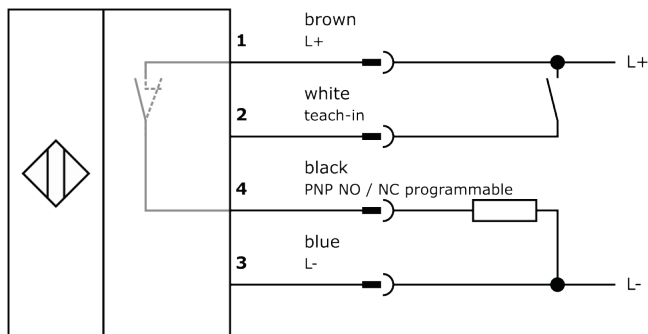 brown
1 L+ L+
white
2 teach-in
black
4 PNP NO / NC programmable
blue
3 L- L-